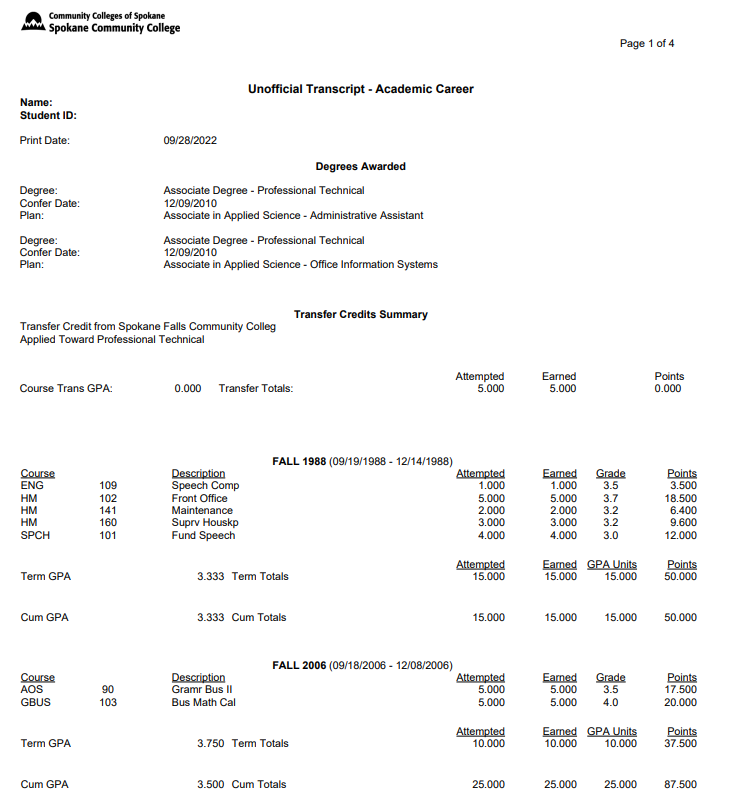 Community Colleges of Spokane
Spokane Community College
Page 1 of 4
Unofficial Transcript - Academic Career
Name:
Student ID:
Print Date: 09/28/2022
Degrees Awarded
Degree: Associate Degree - Professional Technical
Confer Date: 12/09/2010
Plan: Associate in Applied Science - Administrative Assistant
Degree: Associate Degree - Professional Technical
Confer Date: 12/09/2010
Plan: Associate in Applied Science - Office Information Systems
Transfer Credits Summary
Transfer Credit from Spokane Falls Community Colleg
Applied Toward Professional Technical
Attempted Earned Points
Course Trans GPA: 0.000 Transfer Totals: 5.000 5.000 0.000
FALL 1988 (09/19/1988 - 12/14/1988)
Course Description Attempted Earned Grade Points
ENG 109 Speech Comp 1.000 1.000 3.5 3.500
HM 102 Front Office 5.000 5.000 3.7 18.500
HM 141 Maintenance 2.000 2.000 3.2 6.400
HM 160 Suprv Houskp 3.000 3.000 3.2 9.600
SPCH 101 Fund Speech 4.000 4.000 3.0 12.000
Attempted Earned GPA Units Points
Term GPA 3.333 Term Totals 15.000 15.000 15.000 50.000
Cum GPA 3.333 Cum Totals 15.000 15.000 15.000 50.000
FALL 2006 (09/18/2006 - 12/08/2006)
Course Description Attempted Earned Grade Points
AOS 90 Gramr Bus II 5.000 5.000 3.5 17.500
GBUS 103 Bus Math Cal 5.000 5.000 4.0 20.000
Attempted Earned GPA Units Points
Term GPA 3.750 Term Totals 10.000 10.000 10.000 37.500
Cum GPA 3.500 Cum Totals 25.000 25.000 25.000 87.500